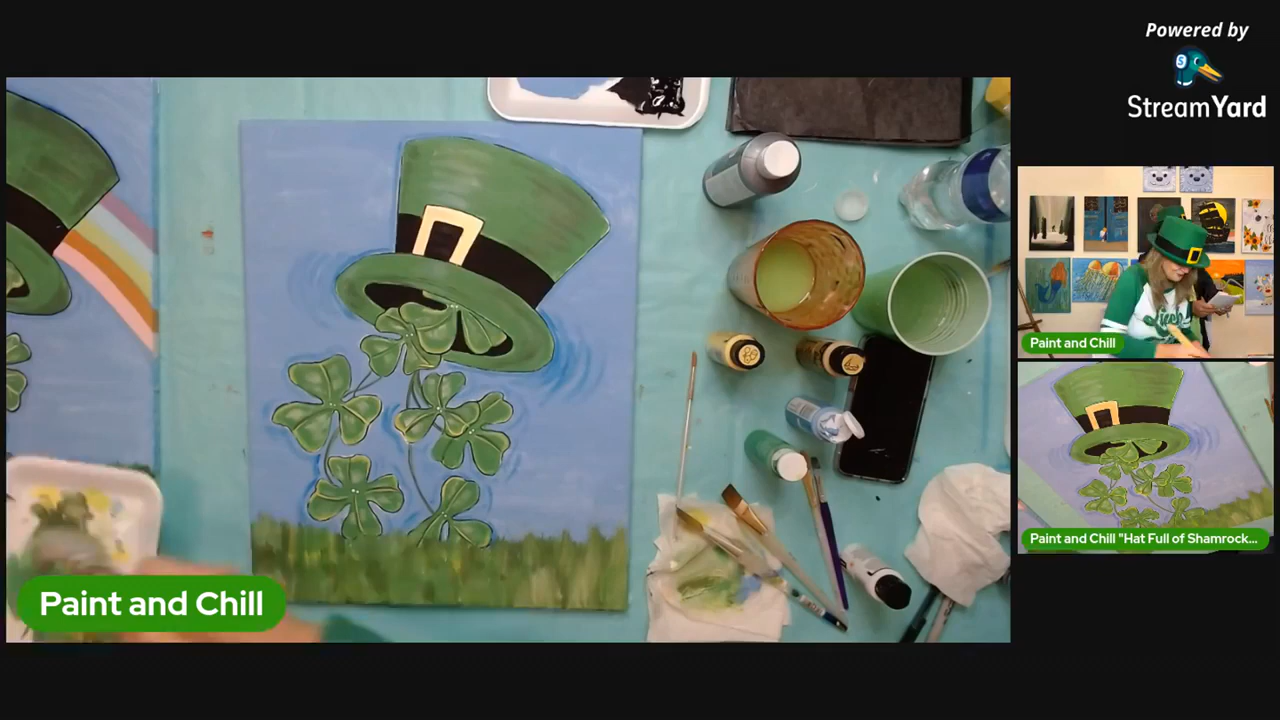 Powered by
StreamYard
Paint and Chill
Paint and Chill "Hat Full of Shamrock...
Paint and Chill